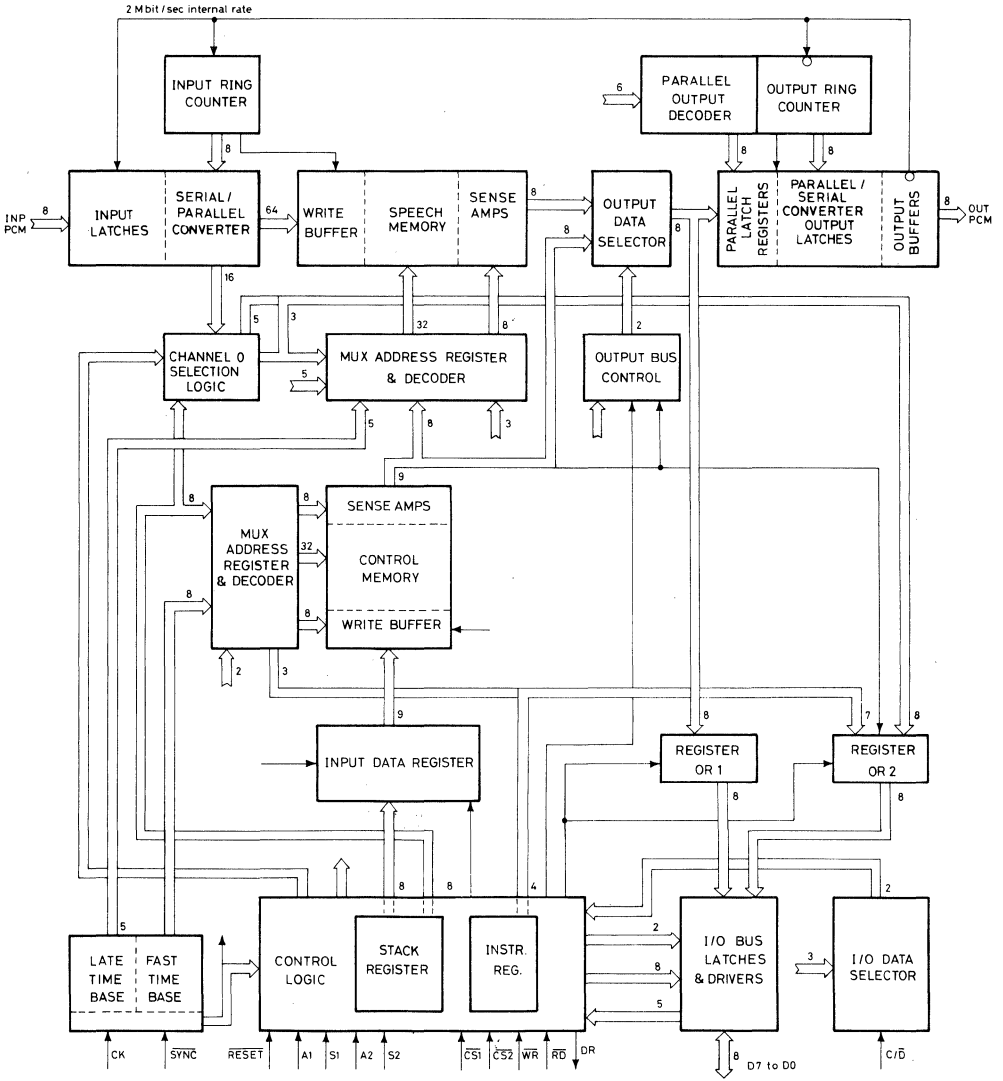 2 Mbit/sec internal rate
INPUT RING
COUNTER
8
6
PARALLEL
OUTPUT
DECODER
OUTPUT RING
COUNTER
8
8
INP
PCM
8
INPUT
LATCHES
SERIAL/
PARALLEL
CONVERTER
64
WRITE
BUFFER
SPEECH
MEMORY
SENSE
AMPS
8
8
OUTPUT
DATA
SELECTOR
8
PARALLEL
LATCH
REGISTERS
PARALLEL/
SERIAL
CONVERTER
OUTPUT
LATCHES
OUTPUT
BUFFERS
8
OUT
PCM
16
5
3
32
8
2
CHANNEL 0
SELECTION
LOGIC
5
MUX ADDRESS REGISTER
& DECODER
OUTPUT BUS
CONTROL
5
8
3
9
8
8
MUX
ADDRESS
REGISTER
& DECODER
8
32
8
SENSE AMPS
CONTROL
MEMORY
WRITE BUFFER
2
3
9
8
7
8
INPUT DATA REGISTER
REGISTER
OR 1
REGISTER
OR 2
8
8
8
8
4
2
5
LATE
TIME
BASE
FAST
TIME
BASE
CONTROL
LOGIC
STACK
REGISTER
INSTR.
REG.
2
8
5
I/O BUS
LATCHES
& DRIVERS
3
I/O DATA
SELECTOR
CK
SYNC
RESET
A1
S1
A2
S2
CS1
CS2
WR
RD
DR
8
D7 to D0
C/D